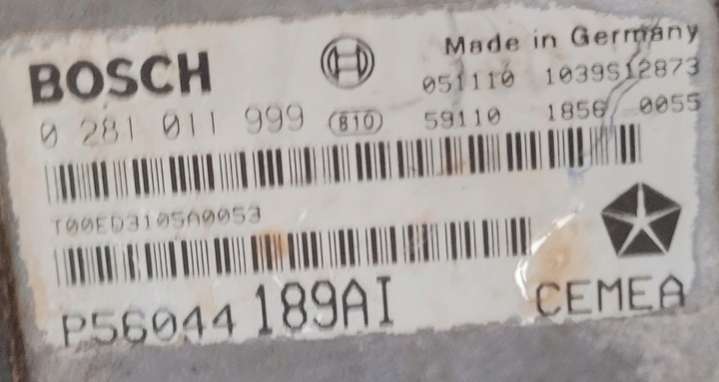 Made in Germany
BOSCH
051110 1039S12873
0 281 011 999 810 59110 1856 0055
T00ED3105A0053
P56044189AI
CEMEA